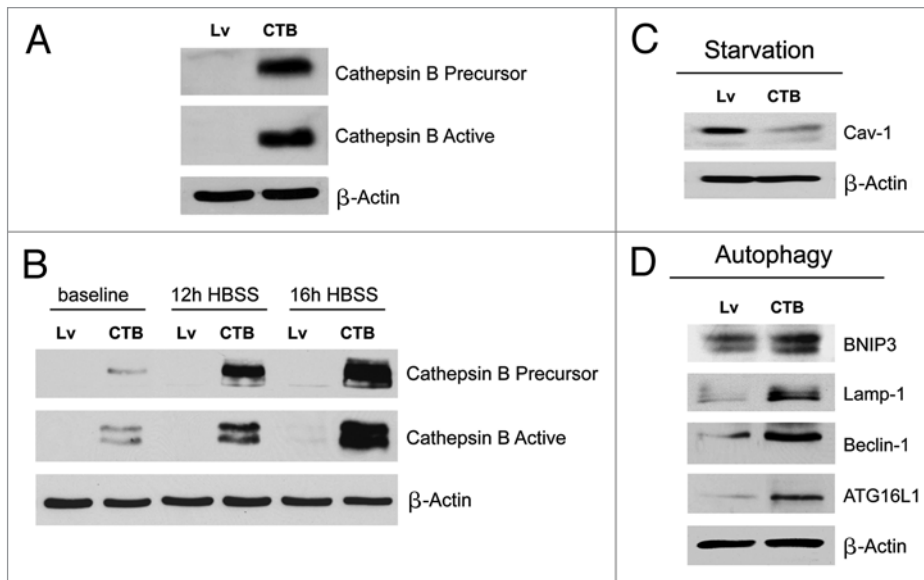 A
Lv CTB
Cathepsin B Precursor
Cathepsin B Active
β-Actin
B
baseline 12h HBSS 16h HBSS
Lv CTB Lv CTB Lv CTB
Cathepsin B Precursor
Cathepsin B Active
β-Actin
C
Starvation
Lv CTB
Cav-1
β-Actin
D
Autophagy
Lv CTB
BNIP3
Lamp-1
Beclin-1
ATG16L1
β-Actin